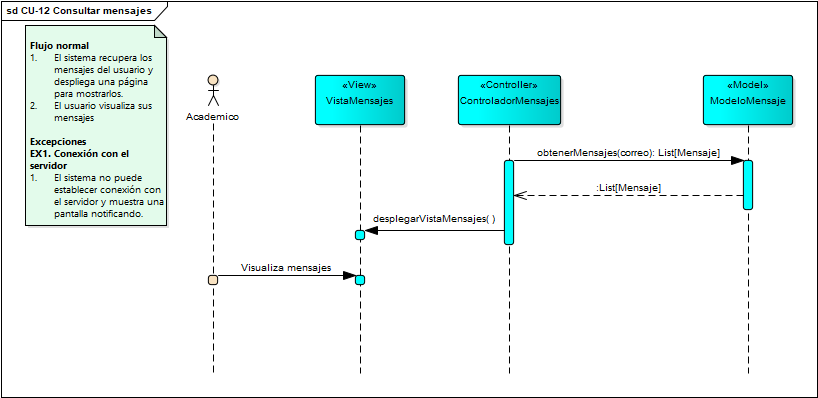 sd CU-12 Consultar mensajes
Flujo normal
1. El sistema recupera los
mensajes del usuario y
despliega una página
para mostrarlos.
2. El usuario visualiza sus
mensajes
Excepciones
EX1. Conexión con el
servidor
1. El sistema no puede
establecer conexión con
el servidor y muestra una
pantalla notificando.
Academico
«View»
VistaMensajes
«Controller»
ControladorMensajes
«Model»
ModeloMensaje
obtenerMensajes(correo): List[Mensaje]
:List[Mensaje]
desplegarVistaMensajes( )
Visualiza mensajes